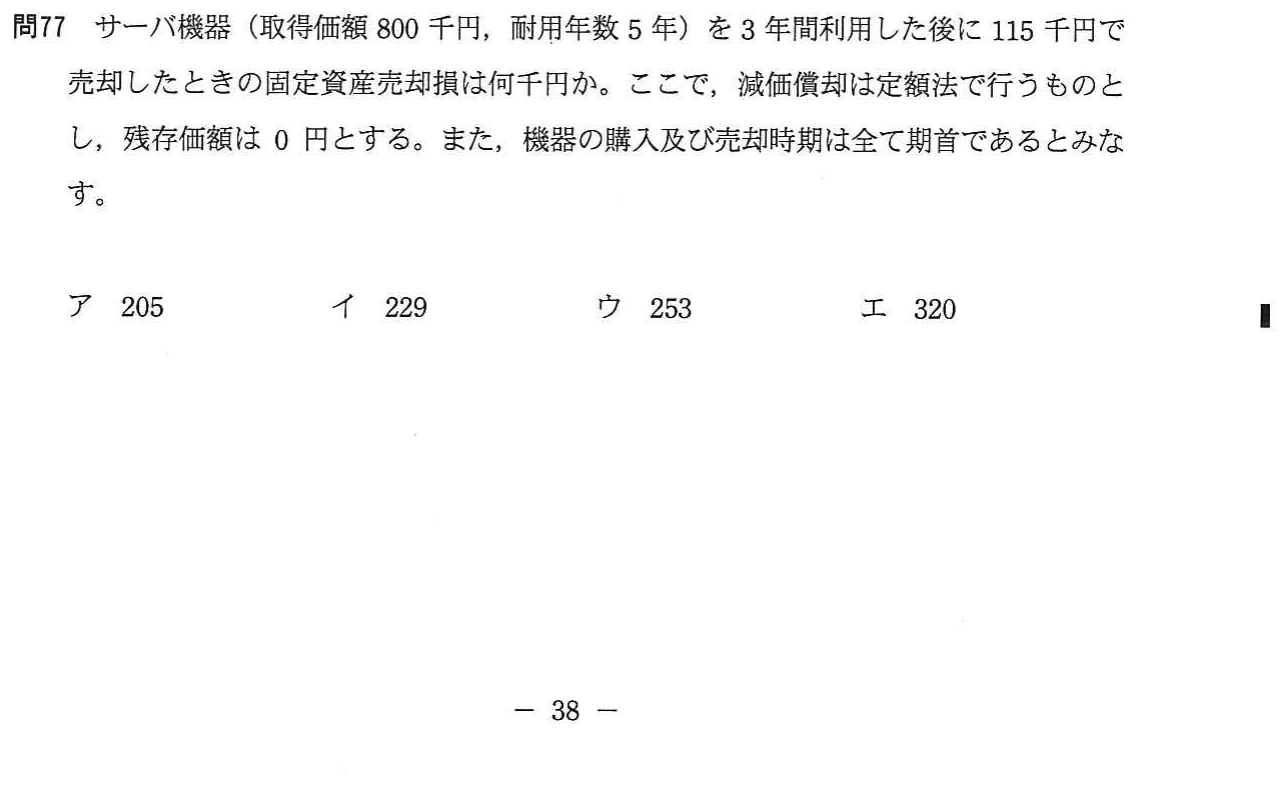 問77 サーバ機器（取得価額 800 千円，耐用年数 5 年）を 3 年間利用した後に 115 千円で
売却したときの固定資産売却損は何千円か。ここで，減価償却は定額法で行うものと
し，残存価額は 0 円とする。また，機器の購入及び売却時期は全て期首であるとみな
す。
ア 205 イ 229 ウ 253 エ 320
－ 38 －